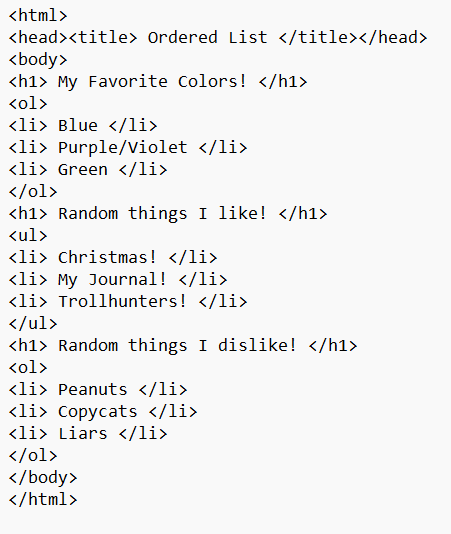 <html>
<head><title> Ordered List </title></head>
<body>
<h1> My Favorite Colors! </h1>
<ol>
<li> Blue </li>
<li> Purple/Violet </li>
<li> Green </li>
</ol>
<h1> Random things I like! </h1>
<ul>
<li> Christmas! </li>
<li> My Journal! </li>
<li> Trollhunters! </li>
</ul>
<h1> Random things I dislike! </h1>
<ol>
<li> Peanuts </li>
<li> Copycats </li>
<li> Liars </li>
</ol>
</body>
</html>